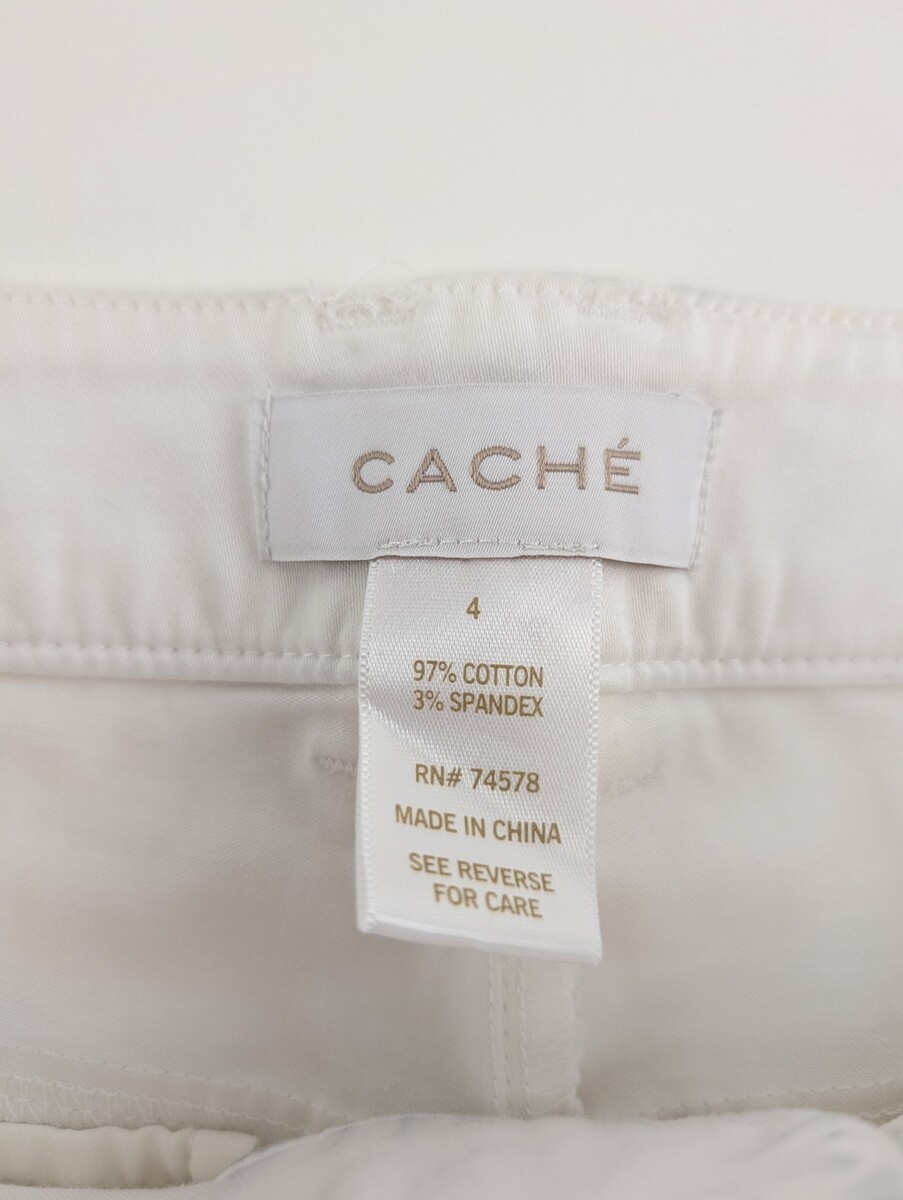 CACHÉ
4
97% COTTON
3% SPANDEX
RN# 74578
MADE IN CHINA
SEE REVERSE
FOR CARE